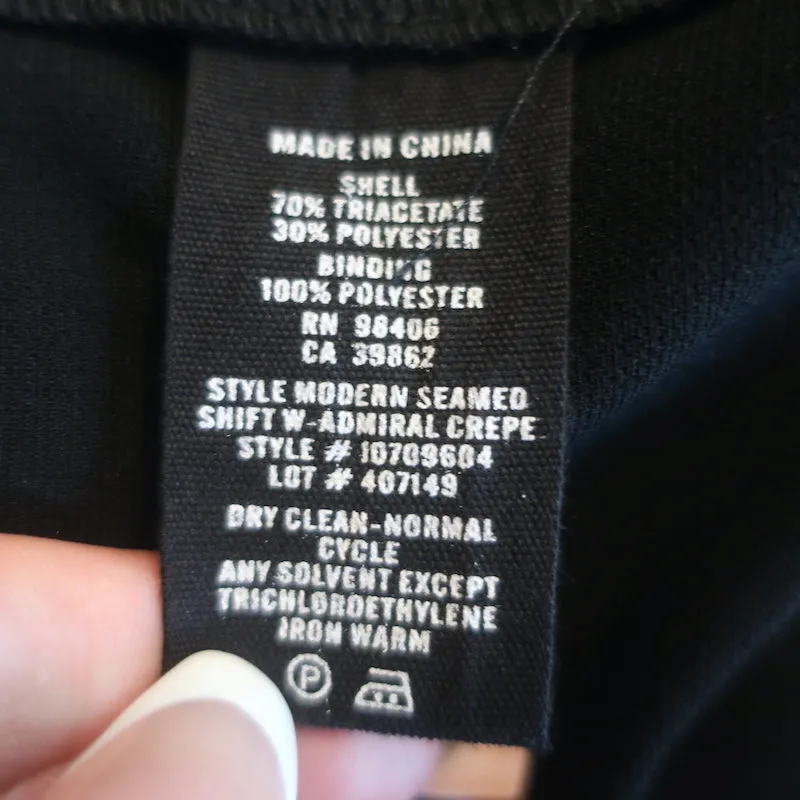 MADE IN CHINA
SHELL
70% TRIACETATE
30% POLYESTER
BINDING
100% POLYESTER
RN 98406
CA 39862
STYLE MODERN SEAMED
SHIFT W-ADMIRAL CREPE
STYLE # 10709604
LOT # 407149
DRY CLEAN-NORMAL
CYCLE
ANY SOLVENT EXCEPT
TRICHLOROETHYLENE
IRON WARM
P